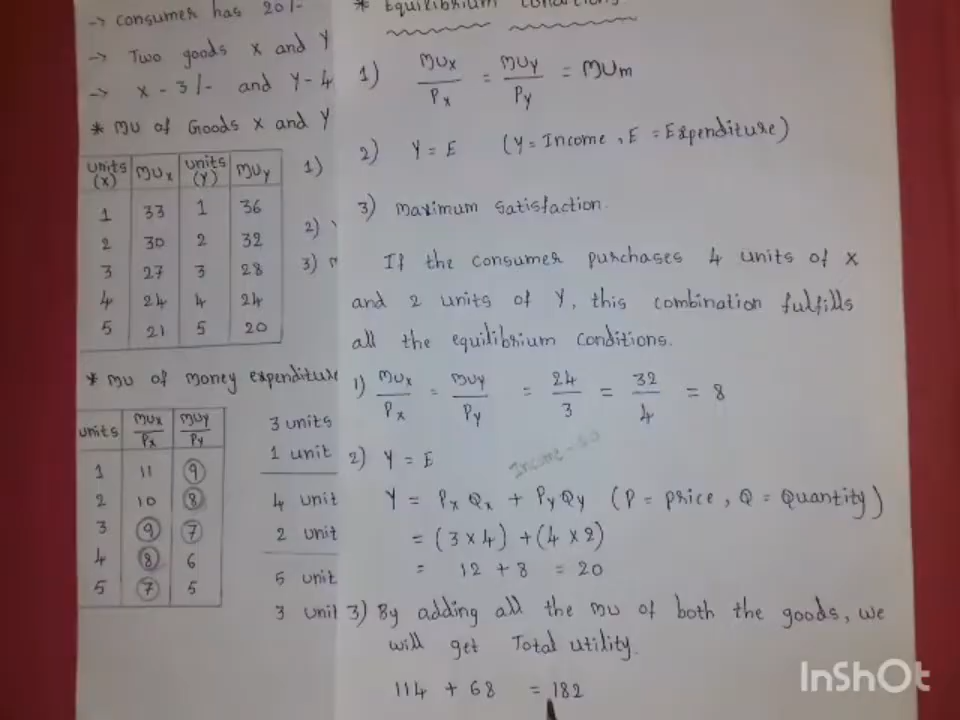 -> consumer has 20/-
-> Two goods X and Y
-> X - 3/- and Y - 4
* MU of Goods X and Y
units (X) MUx units (Y) MUy
1 33 1 36
2 30 2 32
3 27 3 28
4 24 4 24
5 21 5 20
* MU of money expenditure
units MUx/Px MUy/Py
1 11 9
2 10 8
3 9 7
4 8 6
5 7 5
1)
2)
3) m
3 units
1 unit
4 unit
2 unit
5 unit
3 unit
* Equilibrium conditions
1) MUx/Px = MUy/Py = MUm
2) Y = E (Y = Income, E = Expenditure)
3) Maximum satisfaction.
If the consumer purchases 4 units of X
and 2 units of Y, this combination fulfills
all the equilibrium conditions.
1) MUx/Px = MUy/Py = 24/3 = 32/4 = 8
2) Y = E
Y = PxQx + PyQy (P = price, Q = Quantity)
= (3 x 4) + (4 x 2)
= 12 + 8 = 20
3) By adding all the MU of both the goods, we
will get Total utility.
114 + 68 = 182
InShOt